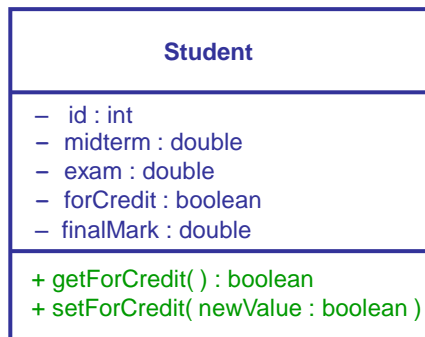 Student
– id : int
– midterm : double
– exam : double
– forCredit : boolean
– finalMark : double
+ getForCredit( ) : boolean
+ setForCredit( newValue : boolean )